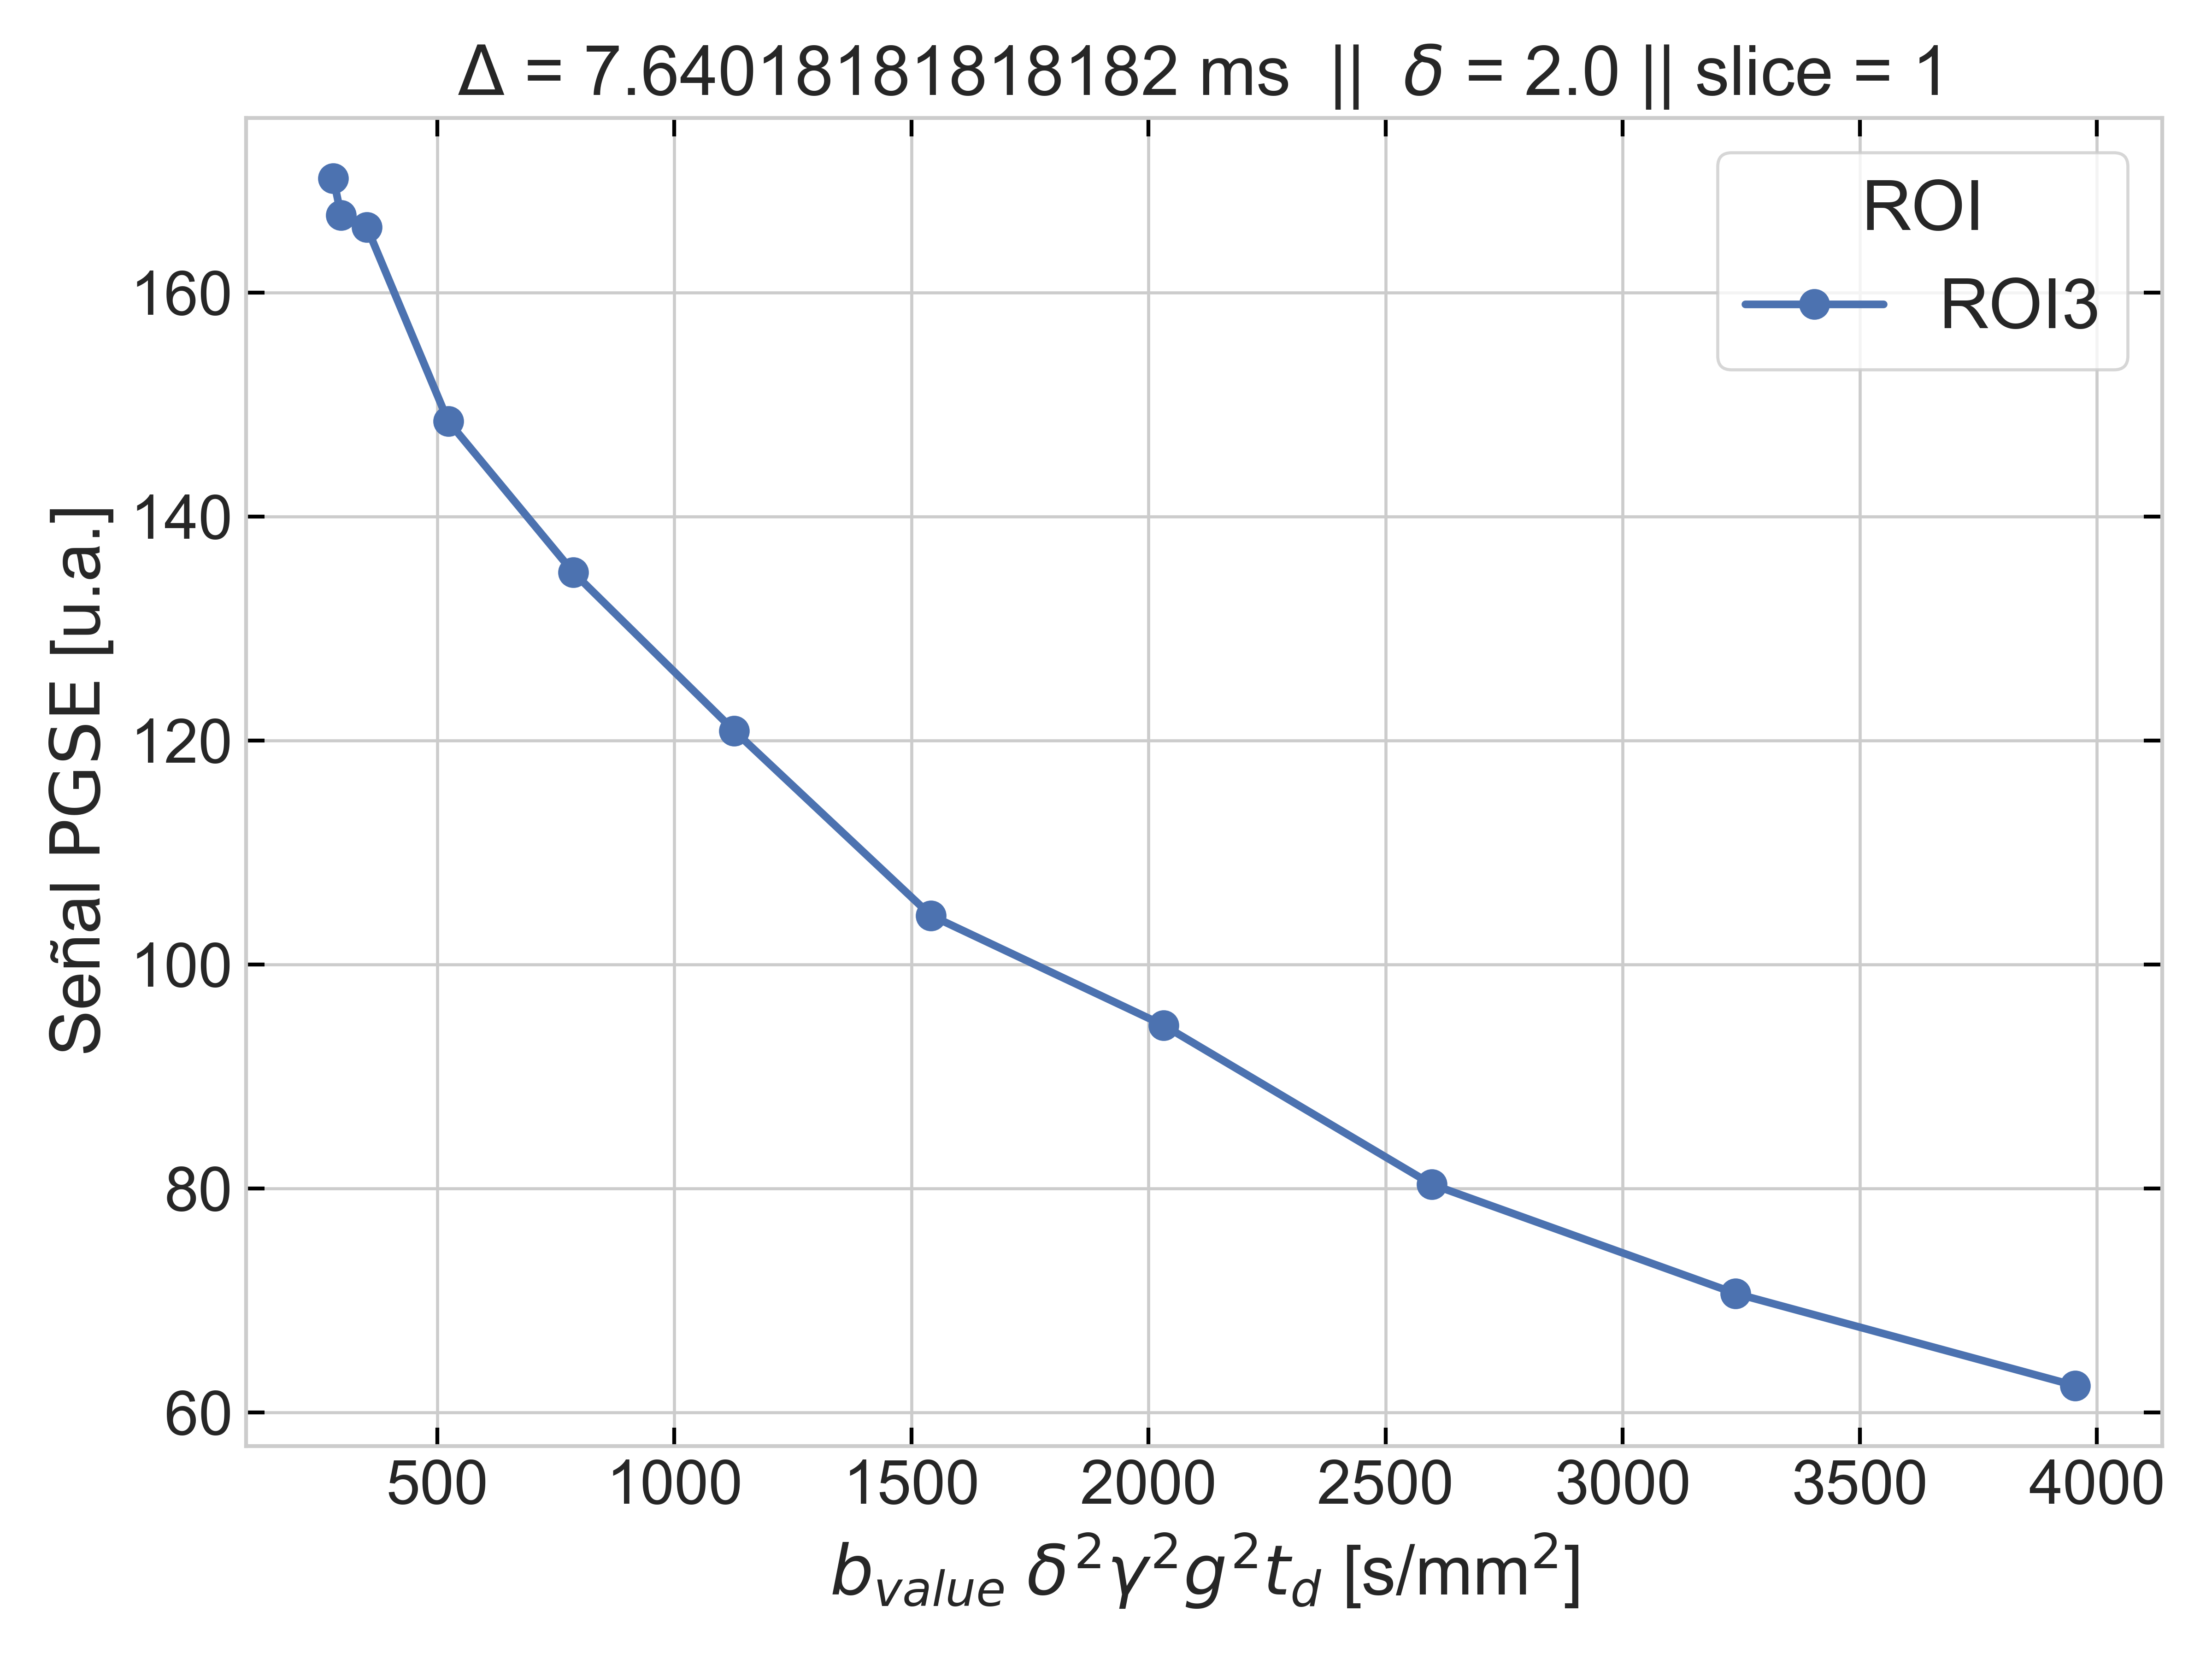 Δ = 7.64018181818182 ms || δ = 2.0 || slice = 1
ROI
ROI3
Señal PGSE [u.a.]
160
140
120
100
80
60
500 1000 1500 2000 2500 3000 3500 4000
b_value δ²γ²g²t_d [s/mm²]